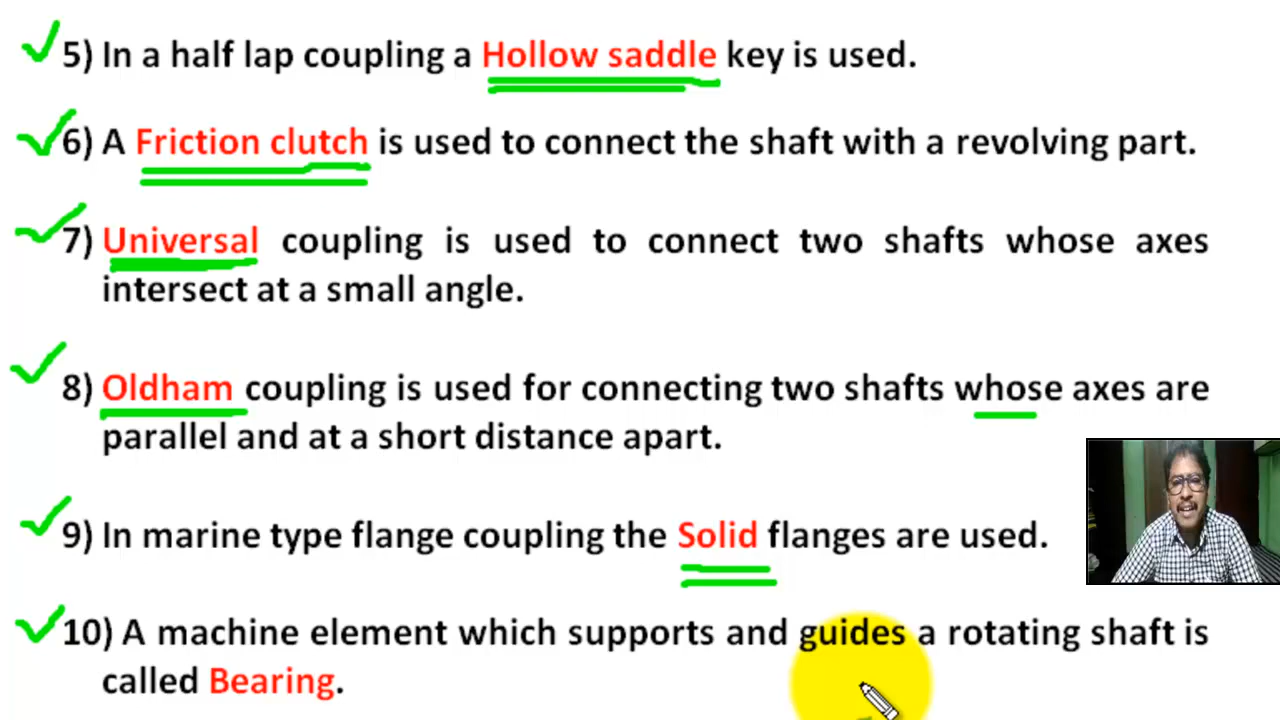 5) In a half lap coupling a Hollow saddle key is used.
6) A Friction clutch is used to connect the shaft with a revolving part.
7) Universal coupling is used to connect two shafts whose axes
intersect at a small angle.
8) Oldham coupling is used for connecting two shafts whose axes are
parallel and at a short distance apart.
9) In marine type flange coupling the Solid flanges are used.
10) A machine element which supports and guides a rotating shaft is
called Bearing.